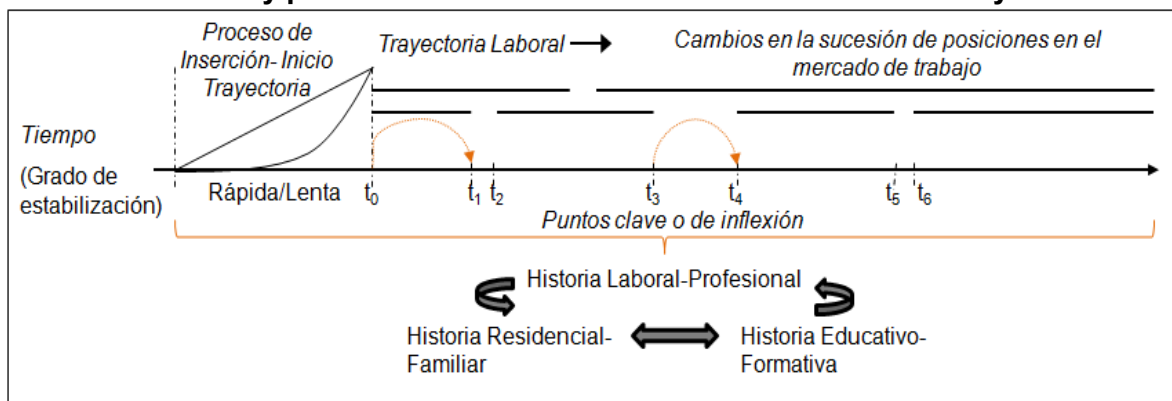 Proceso de
Inserción- Inicio
Trayectoria
Trayectoria Laboral
Cambios en la sucesión de posiciones en el
mercado de trabajo
Tiempo
(Grado de
estabilización)
Rápida/Lenta
t0 t1 t2 t3 t4 t5 t6
Puntos clave o de inflexión
Historia Laboral-Profesional
Historia Residencial-
Familiar
Historia Educativo-
Formativa